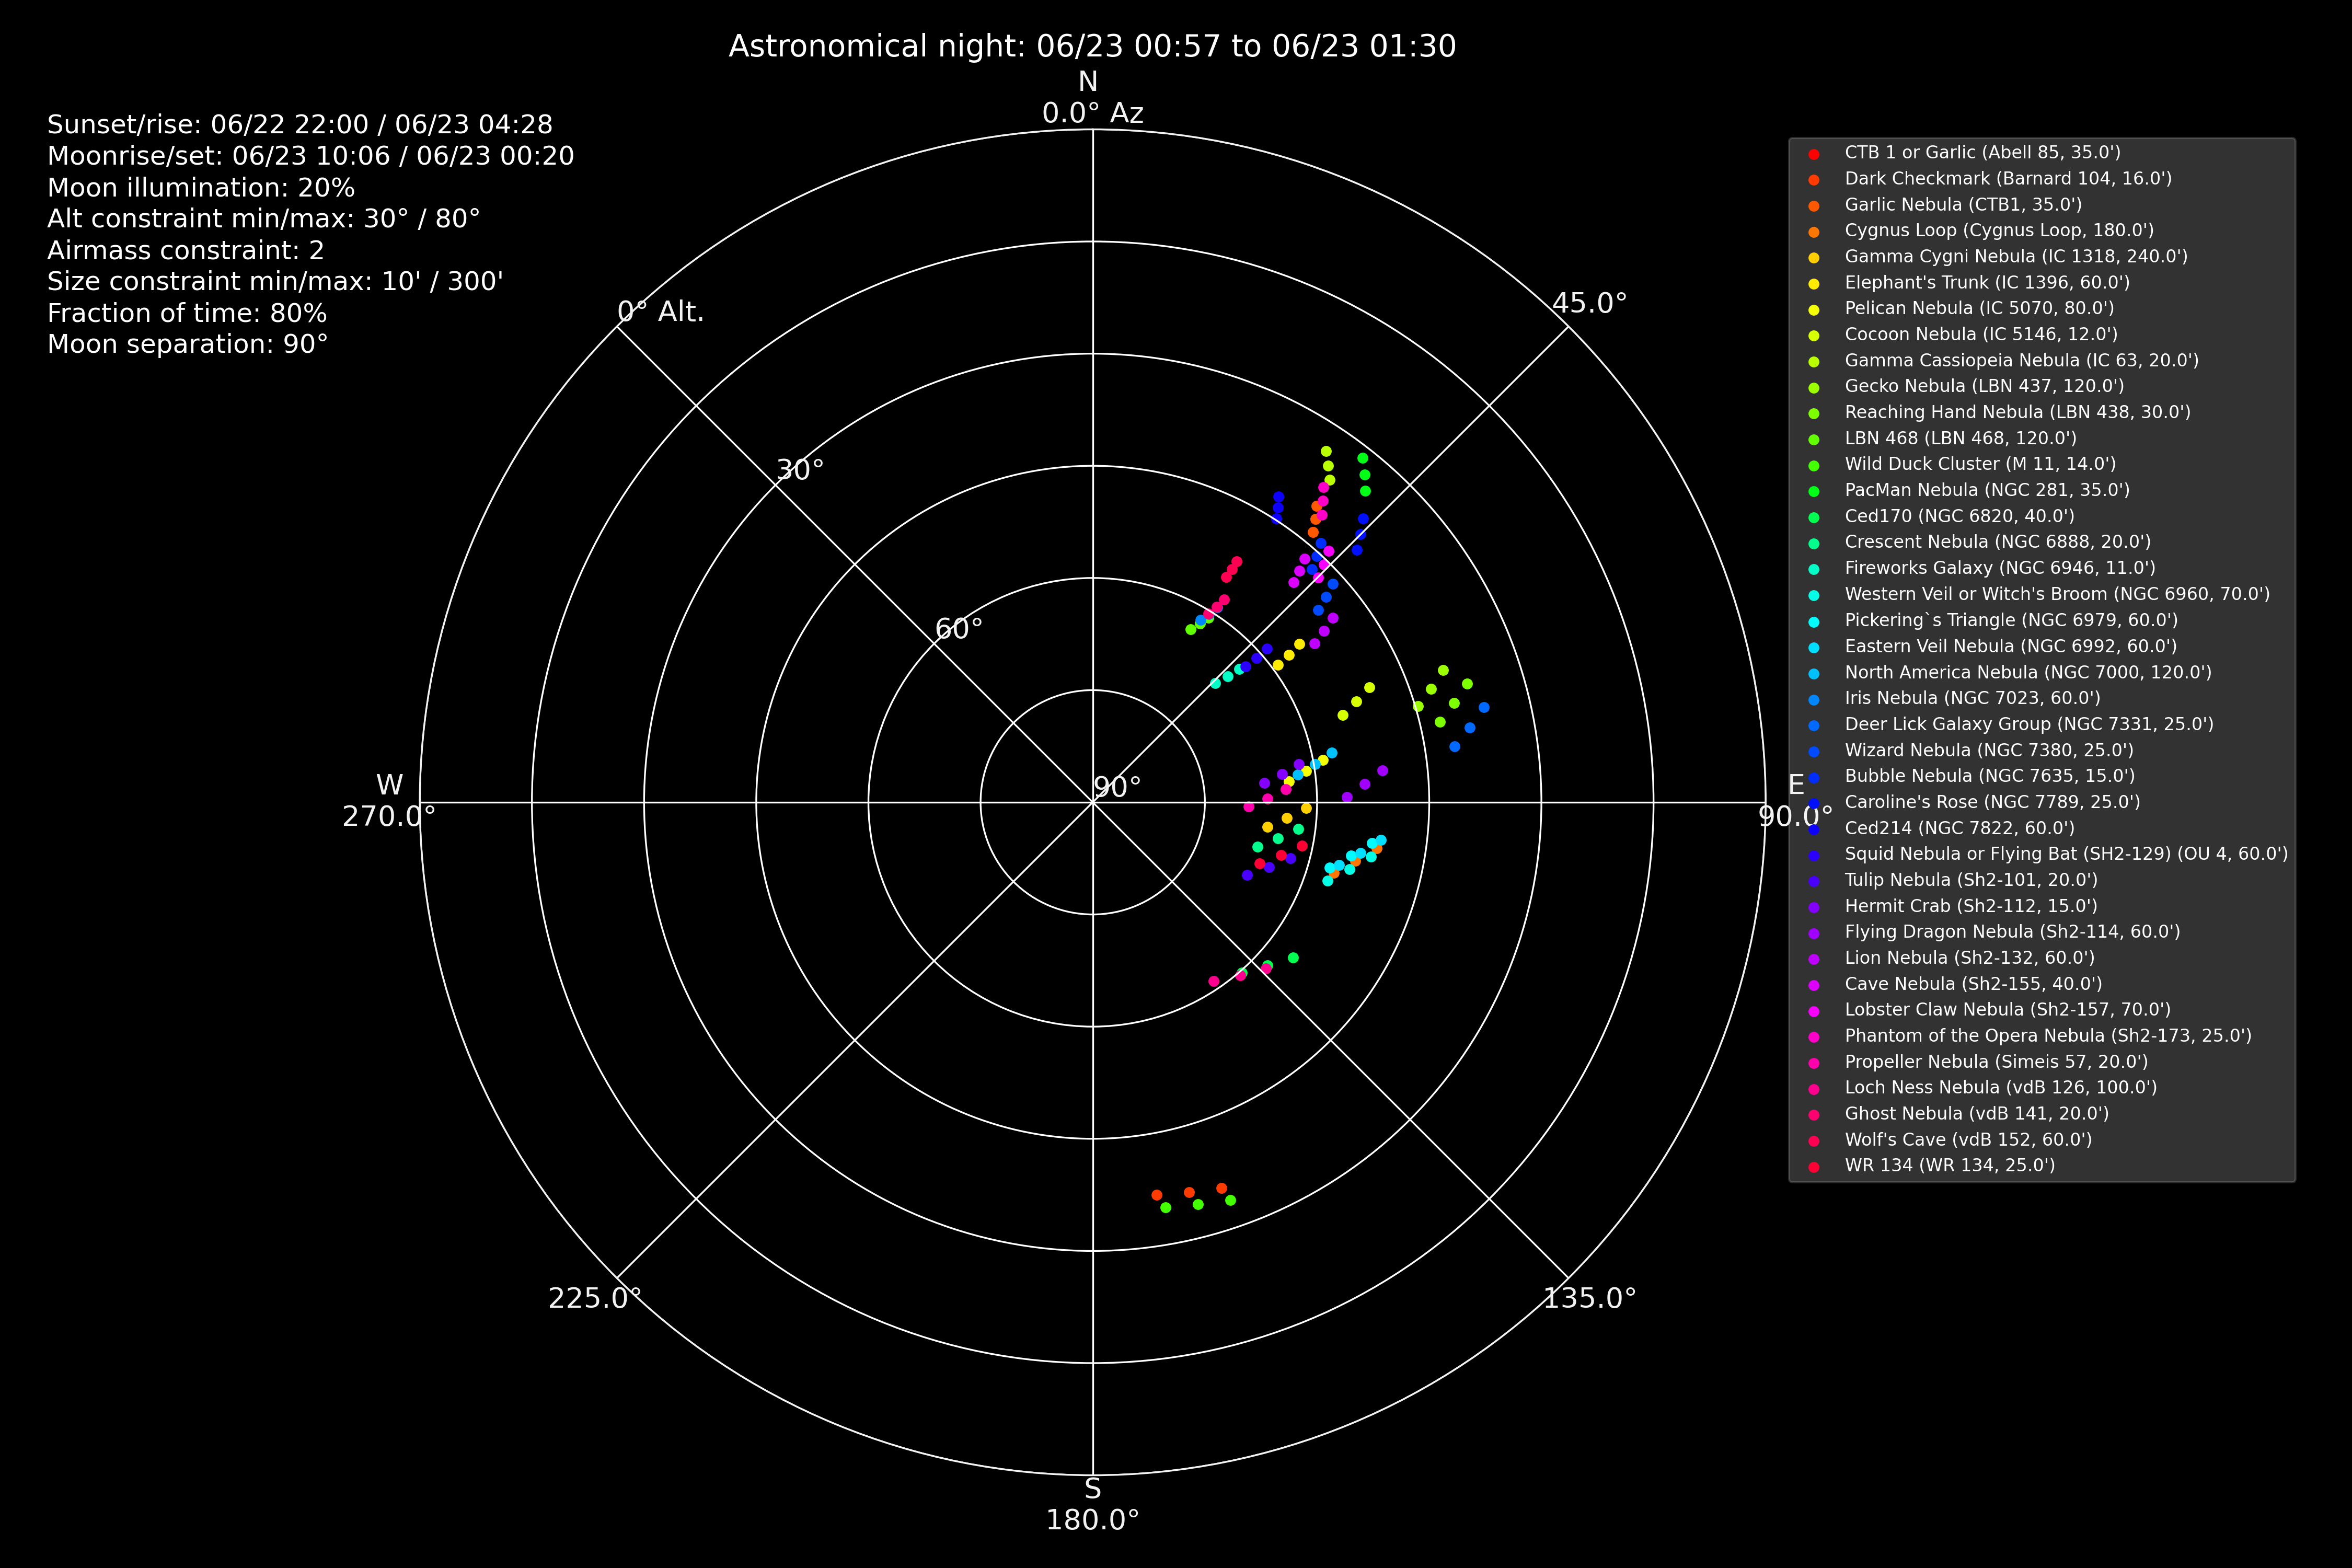 Astronomical night: 06/23 00:57 to 06/23 01:30
N
0.0° Az
Sunset/rise: 06/22 22:00 / 06/23 04:28
Moonrise/set: 06/23 10:06 / 06/23 00:20
Moon illumination: 20%
Alt constraint min/max: 30° / 80°
Airmass constraint: 2
Size constraint min/max: 10' / 300'
Fraction of time: 80%
Moon separation: 90°
0° Alt.
45.0°
30°
60°
90°
W
270.0°
E
90.0°
225.0°
135.0°
S
180.0°
CTB 1 or Garlic (Abell 85, 35.0')
Dark Checkmark (Barnard 104, 16.0')
Garlic Nebula (CTB1, 35.0')
Cygnus Loop (Cygnus Loop, 180.0')
Gamma Cygni Nebula (IC 1318, 240.0')
Elephant's Trunk (IC 1396, 60.0')
Pelican Nebula (IC 5070, 80.0')
Cocoon Nebula (IC 5146, 12.0')
Gamma Cassiopeia Nebula (IC 63, 20.0')
Gecko Nebula (LBN 437, 120.0')
Reaching Hand Nebula (LBN 438, 30.0')
LBN 468 (LBN 468, 120.0')
Wild Duck Cluster (M 11, 14.0')
PacMan Nebula (NGC 281, 35.0')
Ced170 (NGC 6820, 40.0')
Crescent Nebula (NGC 6888, 20.0')
Fireworks Galaxy (NGC 6946, 11.0')
Western Veil or Witch's Broom (NGC 6960, 70.0')
Pickering`s Triangle (NGC 6979, 60.0')
Eastern Veil Nebula (NGC 6992, 60.0')
North America Nebula (NGC 7000, 120.0')
Iris Nebula (NGC 7023, 60.0')
Deer Lick Galaxy Group (NGC 7331, 25.0')
Wizard Nebula (NGC 7380, 25.0')
Bubble Nebula (NGC 7635, 15.0')
Caroline's Rose (NGC 7789, 25.0')
Ced214 (NGC 7822, 60.0')
Squid Nebula or Flying Bat (SH2-129) (OU 4, 60.0')
Tulip Nebula (Sh2-101, 20.0')
Hermit Crab (Sh2-112, 15.0')
Flying Dragon Nebula (Sh2-114, 60.0')
Lion Nebula (Sh2-132, 60.0')
Cave Nebula (Sh2-155, 40.0')
Lobster Claw Nebula (Sh2-157, 70.0')
Phantom of the Opera Nebula (Sh2-173, 25.0')
Propeller Nebula (Simeis 57, 20.0')
Loch Ness Nebula (vdB 126, 100.0')
Ghost Nebula (vdB 141, 20.0')
Wolf's Cave (vdB 152, 60.0')
WR 134 (WR 134, 25.0')